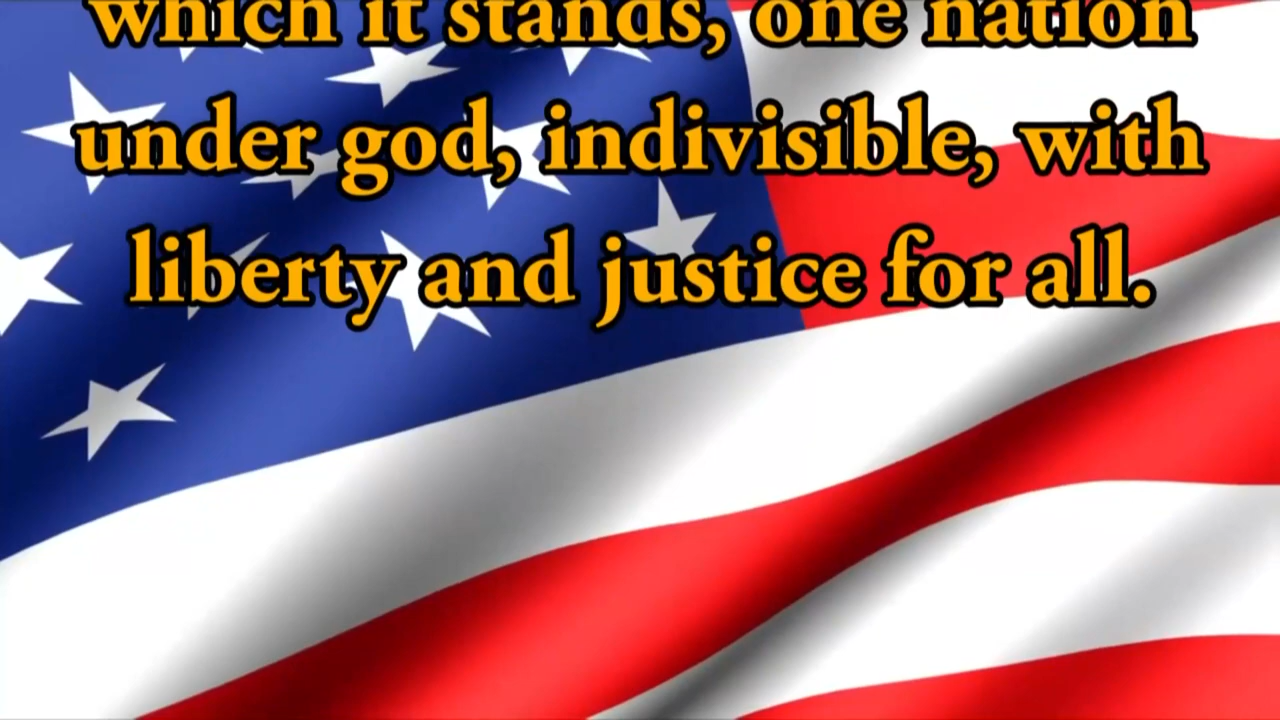 which it stands, one nation
under god, indivisible, with
liberty and justice for all.